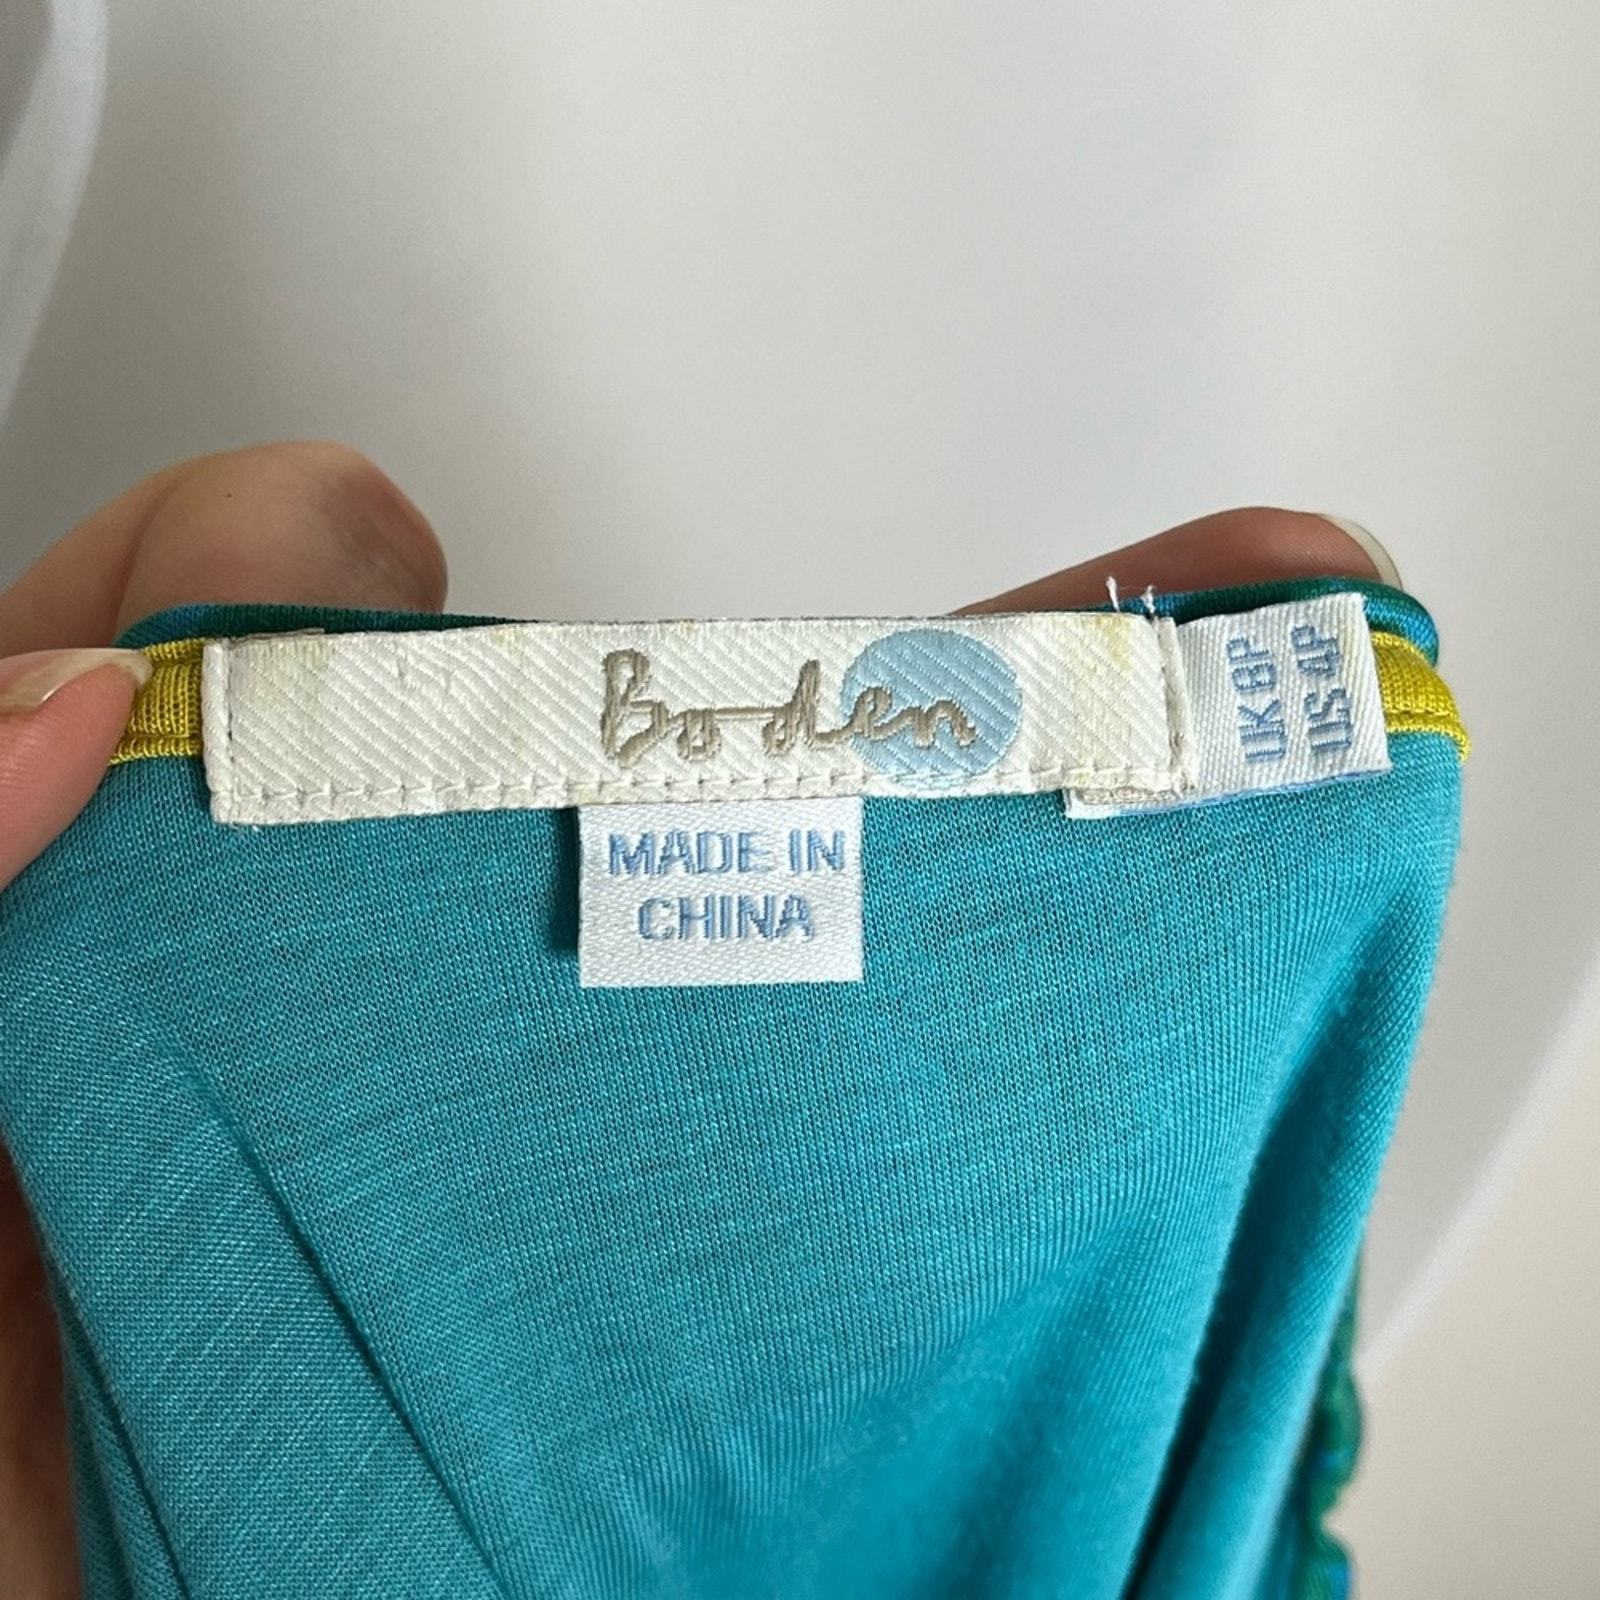 Boden
UK 8P
US 4P
MADE IN
CHINA